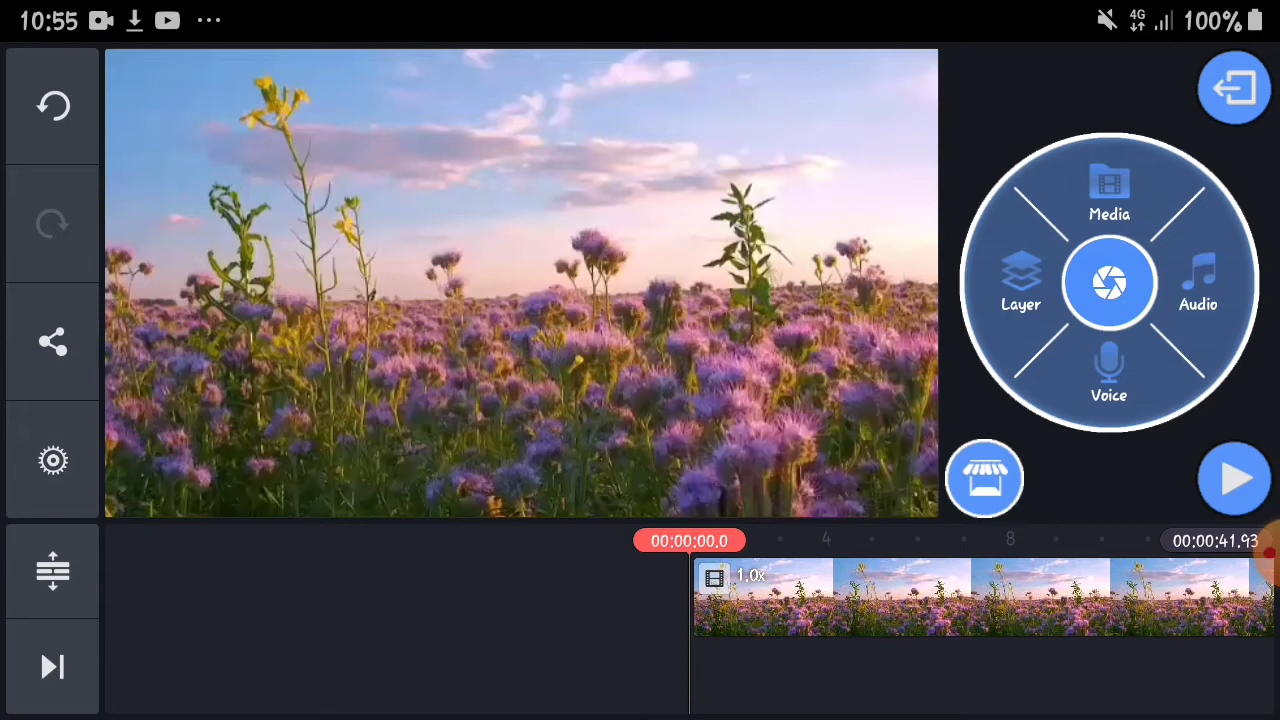 10:55
4G
100%
Media
Layer
Audio
Voice
00:00:00.0
4
8
00:00:41.93
1.0x